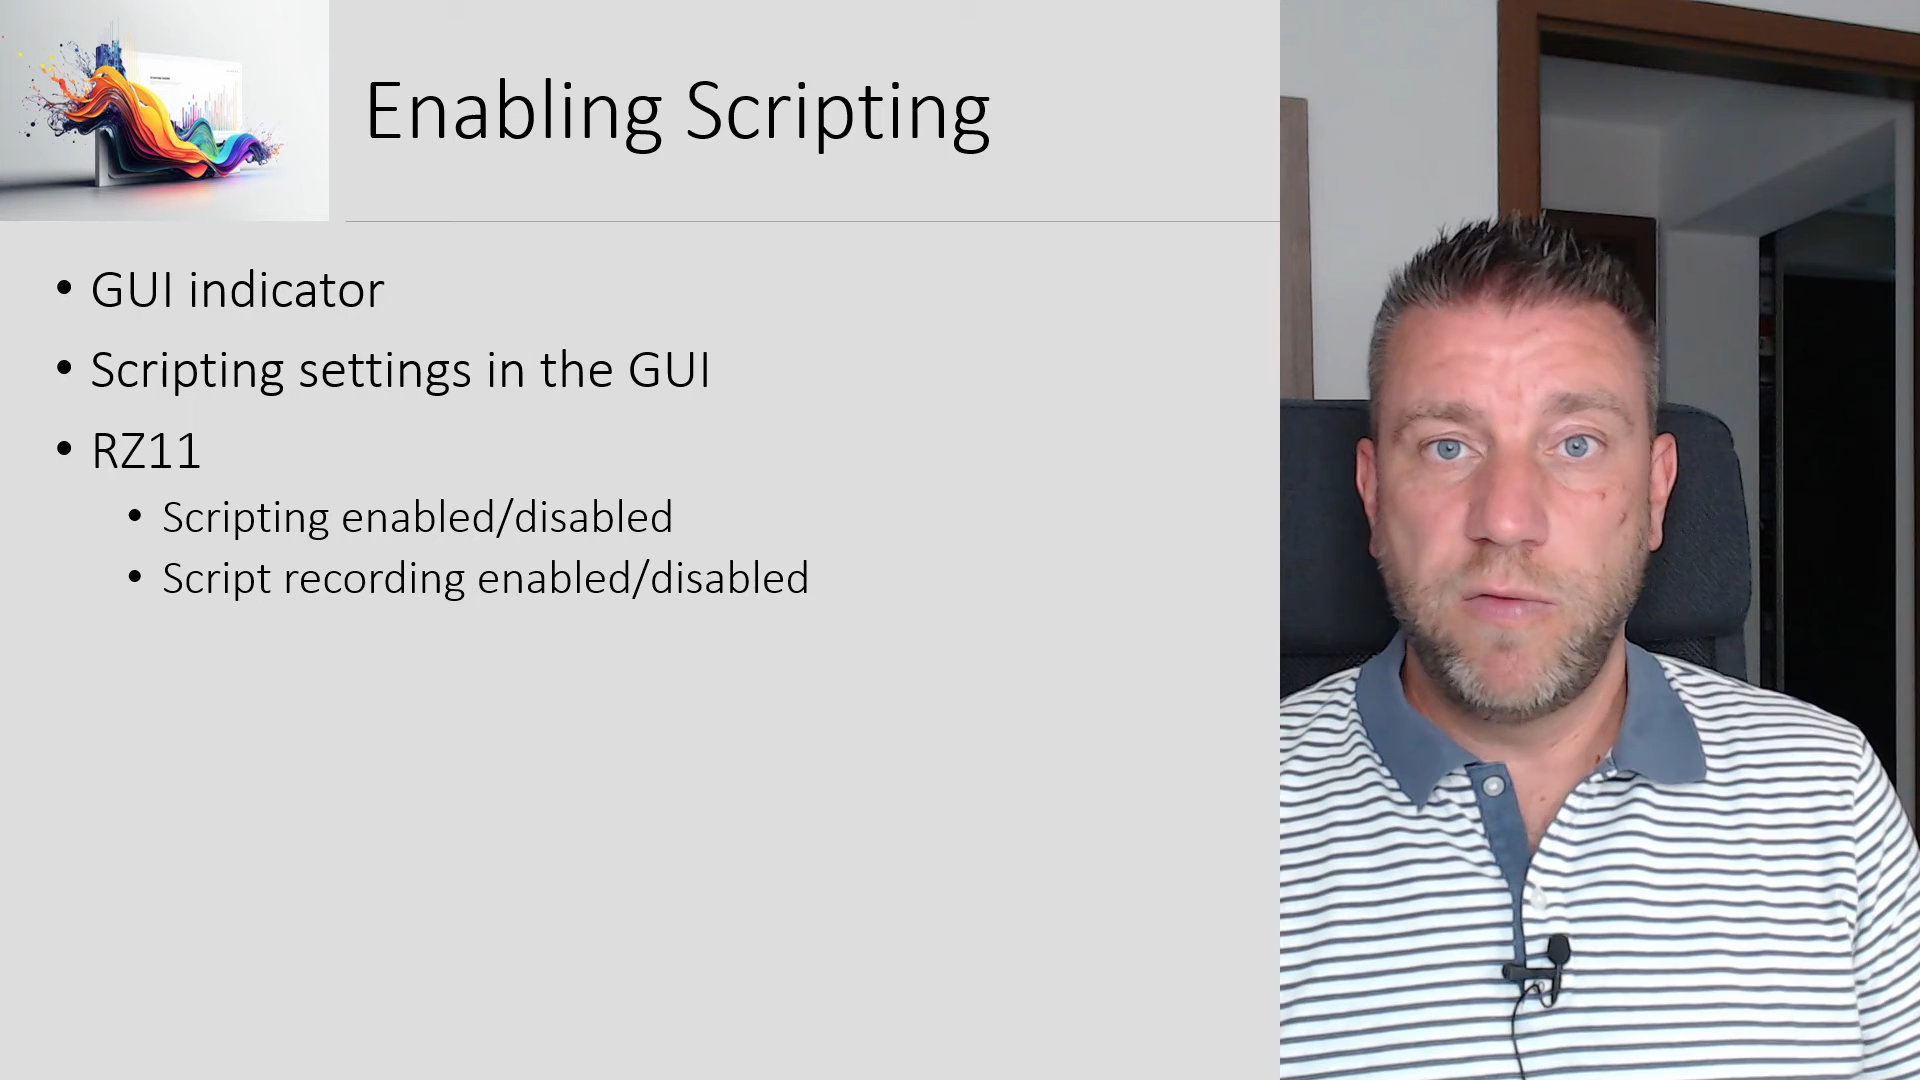 Enabling Scripting
• GUI indicator
• Scripting settings in the GUI
• RZ11
• Scripting enabled/disabled
• Script recording enabled/disabled